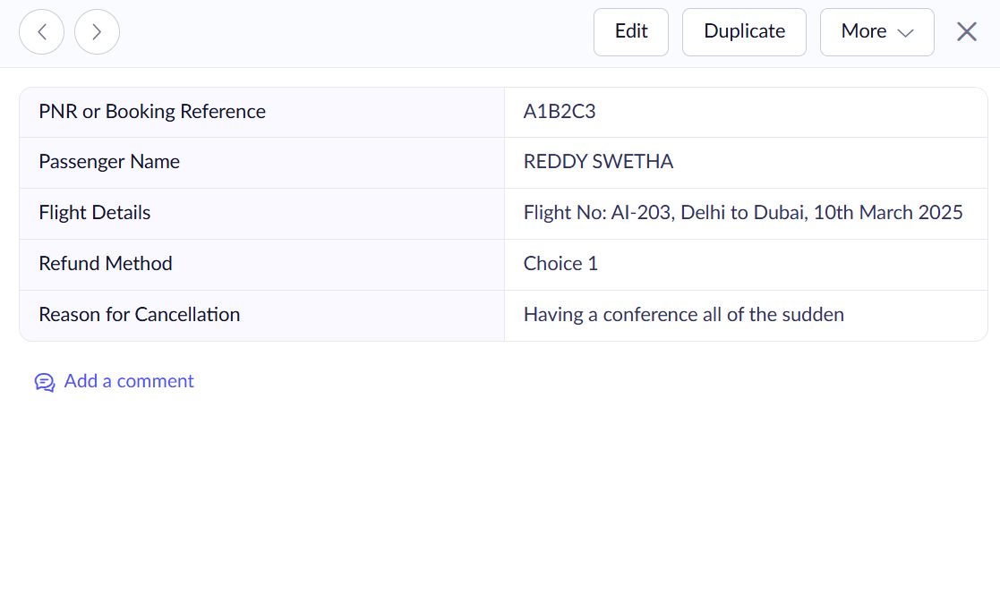 Edit Duplicate More
PNR or Booking Reference A1B2C3
Passenger Name REDDY SWETHA
Flight Details Flight No: AI-203, Delhi to Dubai, 10th March 2025
Refund Method Choice 1
Reason for Cancellation Having a conference all of the sudden
Add a comment